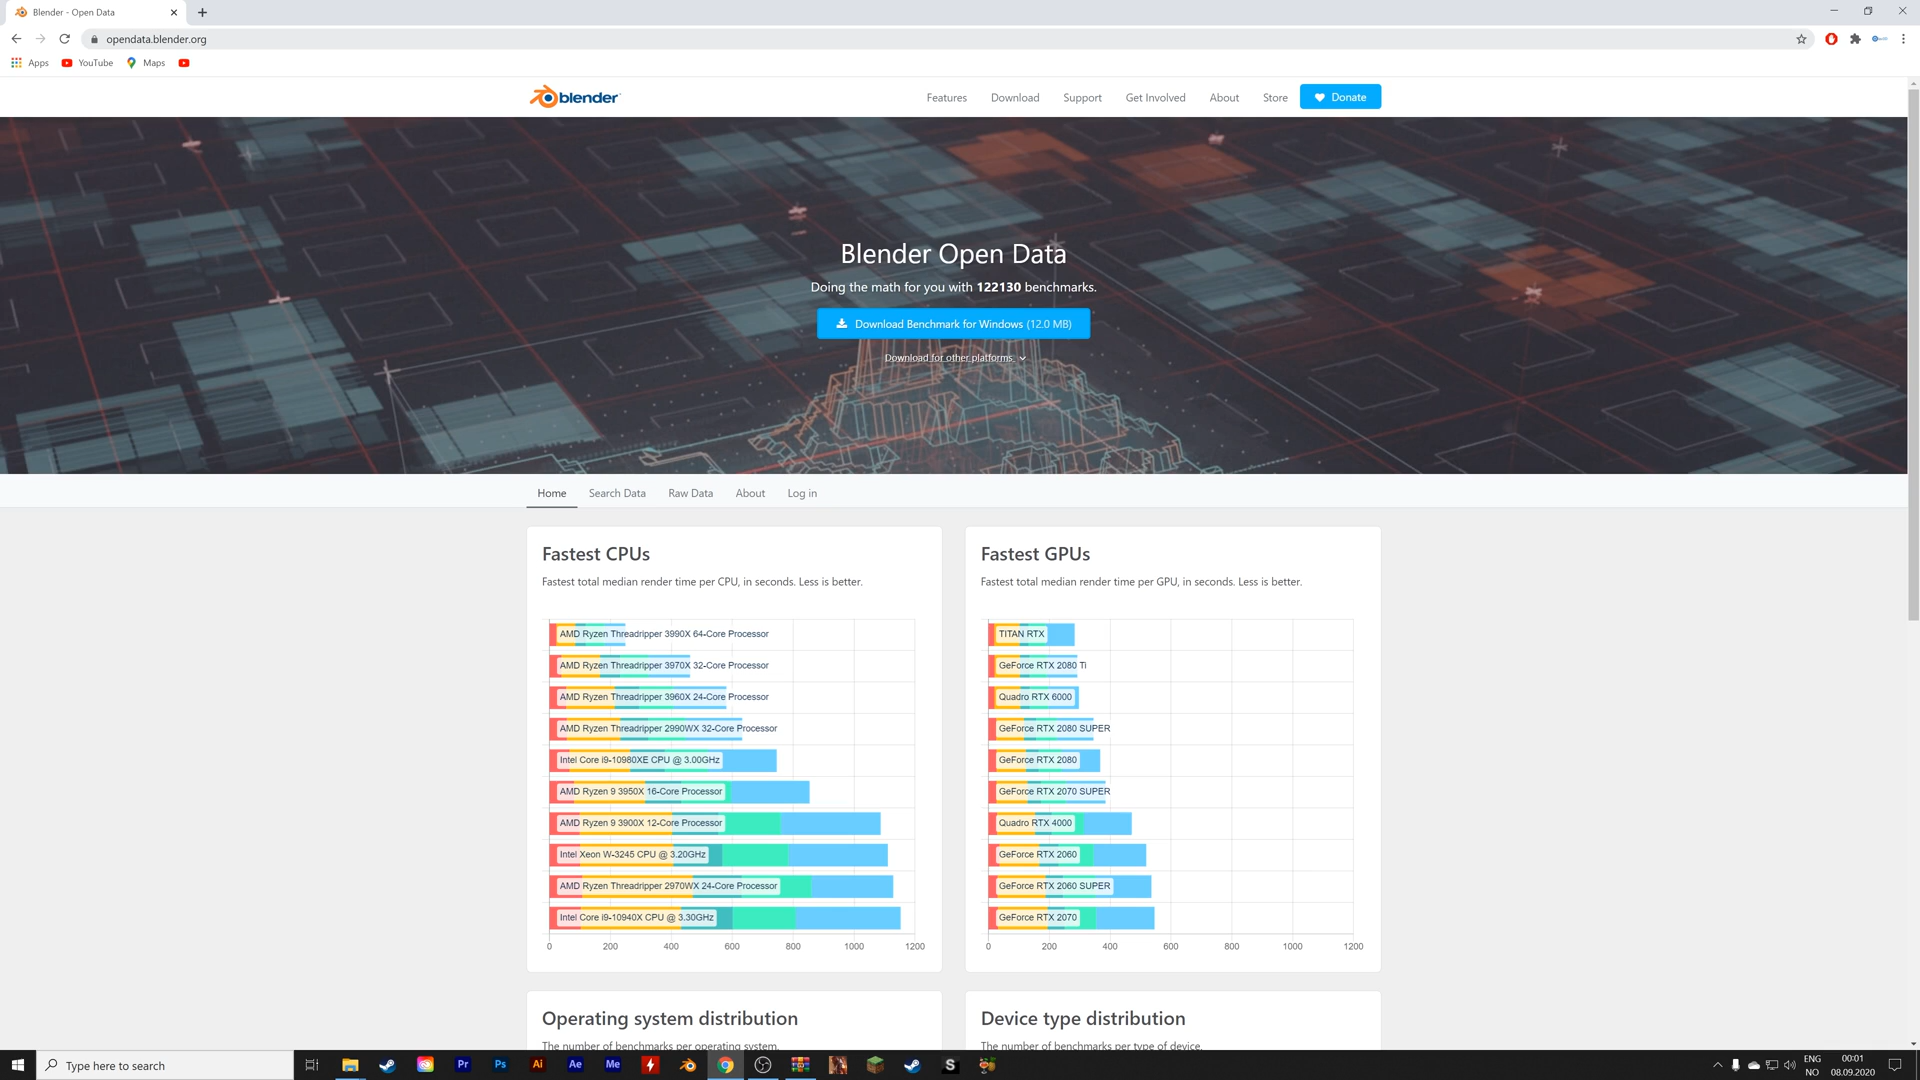 Blender - Open Data
opendata.blender.org
Apps YouTube Maps
blender
Features Download Support Get Involved About Store Donate
Blender Open Data
Doing the math for you with 122130 benchmarks.
Download Benchmark for Windows (12.0 MB)
Download for other platforms
Home Search Data Raw Data About Log in
Fastest CPUs
Fastest total median render time per CPU, in seconds. Less is better.
AMD Ryzen Threadripper 3990X 64-Core Processor
AMD Ryzen Threadripper 3970X 32-Core Processor
AMD Ryzen Threadripper 3960X 24-Core Processor
AMD Ryzen Threadripper 2990WX 32-Core Processor
Intel Core i9-10980XE CPU @ 3.00GHz
AMD Ryzen 9 3950X 16-Core Processor
AMD Ryzen 9 3900X 12-Core Processor
Intel Xeon W-3245 CPU @ 3.20GHz
AMD Ryzen Threadripper 2970WX 24-Core Processor
Intel Core i9-10940X CPU @ 3.30GHz
0 200 400 600 800 1000 1200
Fastest GPUs
Fastest total median render time per GPU, in seconds. Less is better.
TITAN RTX
GeForce RTX 2080 Ti
Quadro RTX 6000
GeForce RTX 2080 SUPER
GeForce RTX 2080
GeForce RTX 2070 SUPER
Quadro RTX 4000
GeForce RTX 2060
GeForce RTX 2060 SUPER
GeForce RTX 2070
0 200 400 600 800 1000 1200
Operating system distribution
The number of benchmarks per operating system.
Device type distribution
The number of benchmarks per type of device.
Type here to search
Pr Ps Ai Ae Me S
ENG
NO
00:01
08.09.2020